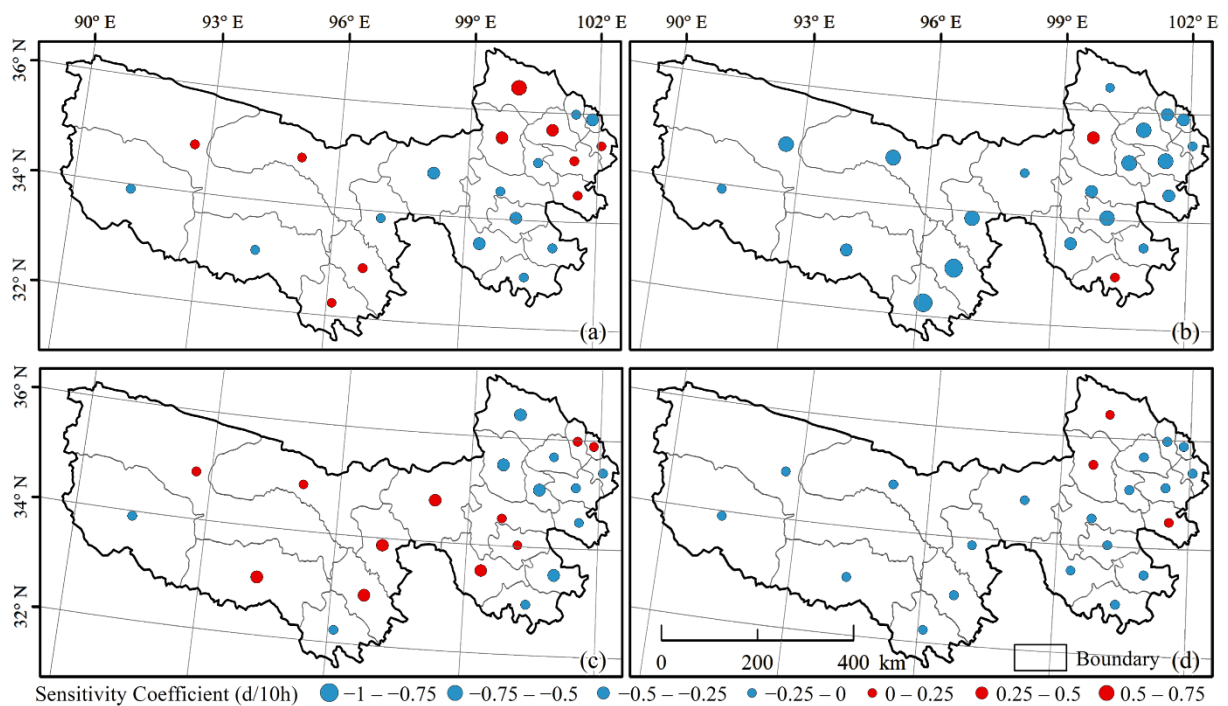 90° E 93° E 96° E 99° E 102° E 90° E 93° E 96° E 99° E 102° E
36° N
34° N
32° N
(a) (b)
36° N
34° N
32° N
0 200 400 km
Boundary
(c) (d)
Sensitivity Coefficient (d/10h) −1 – −0.75 −0.75 – −0.5 −0.5 – −0.25 −0.25 – 0 0 – 0.25 0.25 – 0.5 0.5 – 0.75